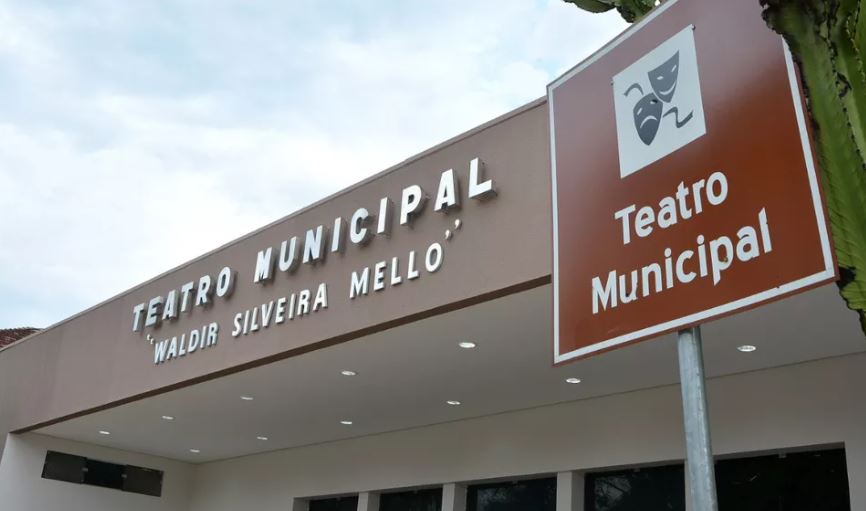 TEATRO MUNICIPAL
"WALDIR SILVEIRA MELLO"
Teatro
Municipal